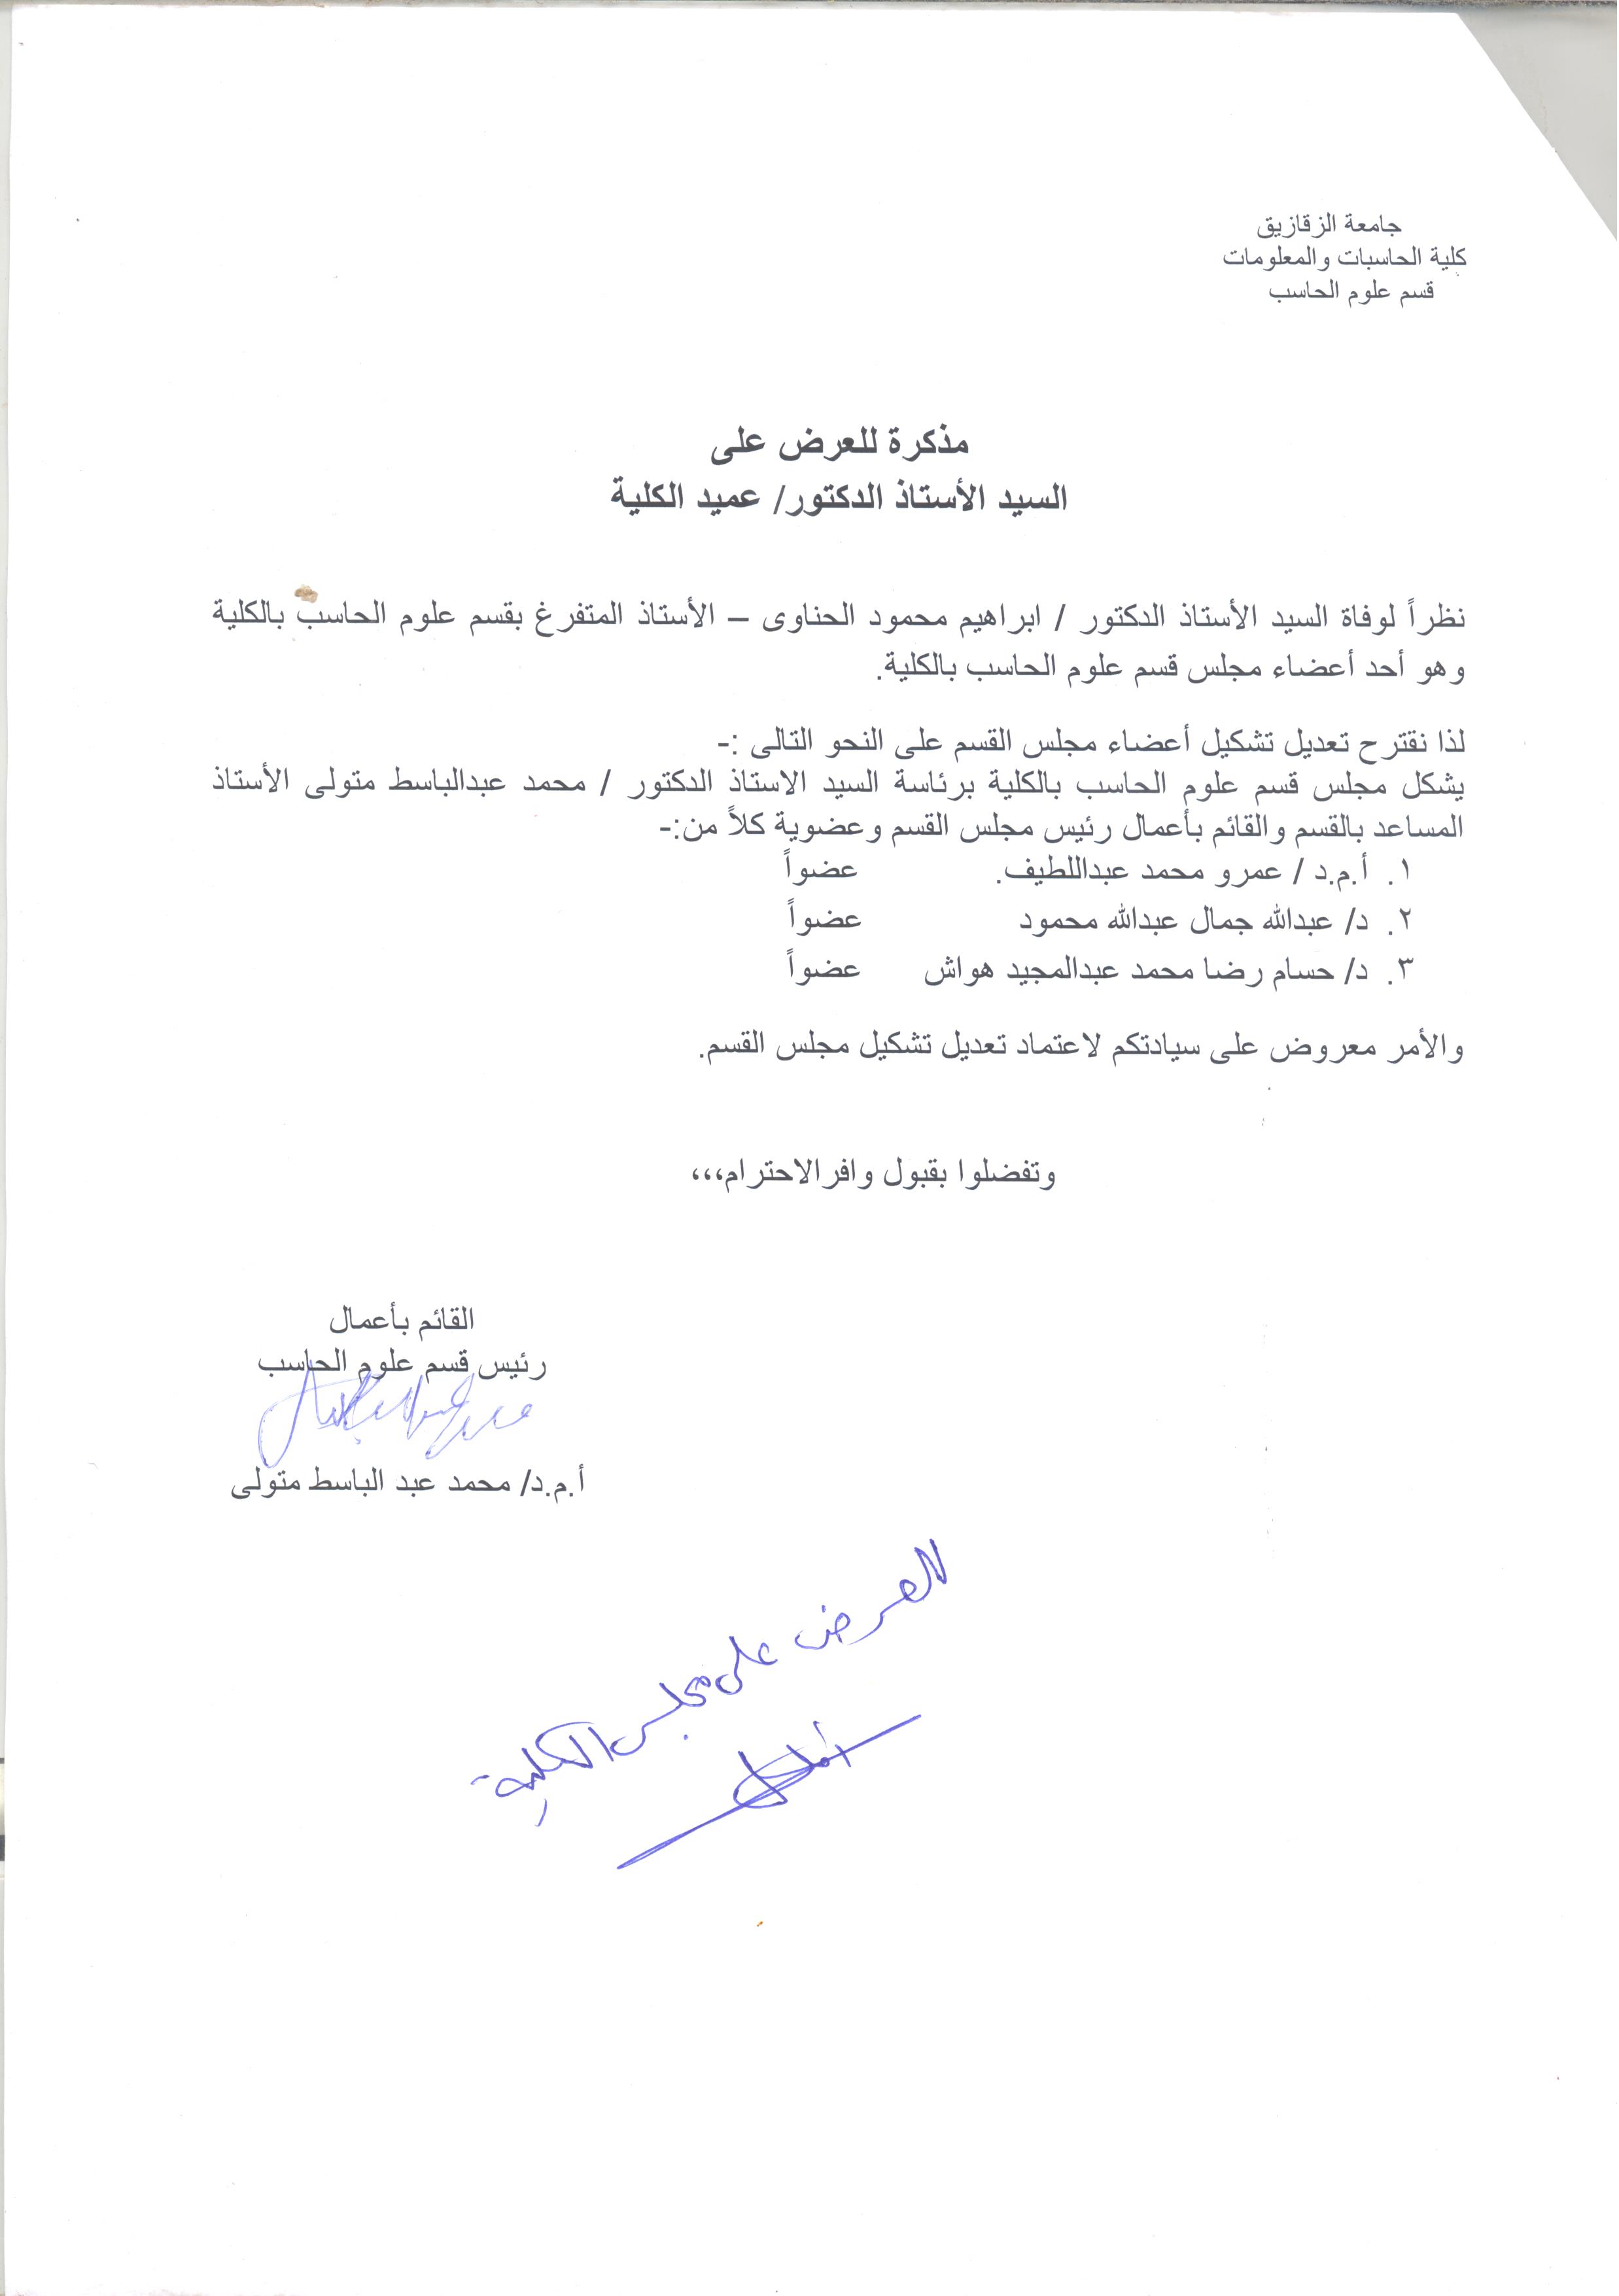 جامعة الزقازيق
كلية الحاسبات والمعلومات
قسم علوم الحاسب
مذكرة للعرض على
السيد الأستاذ الدكتور/ عميد الكلية
نظراً لوفاة السيد الأستاذ الدكتور / ابراهيم محمود الحناوى – الأستاذ المتفرغ بقسم علوم الحاسب بالكلية
وهو أحد أعضاء مجلس قسم علوم الحاسب بالكلية.
لذا نقترح تعديل تشكيل أعضاء مجلس القسم على النحو التالى :-
يشكل مجلس قسم علوم الحاسب بالكلية برئاسة السيد الاستاذ الدكتور / محمد عبدالباسط متولى الأستاذ
المساعد بالقسم والقائم بأعمال رئيس مجلس القسم وعضوية كلاً من:-
١. أ.م.د / عمرو محمد عبداللطيف. عضواً
٢. د/ عبدالله جمال عبدالله محمود عضواً
٣. د/ حسام رضا محمد عبدالمجيد هواش عضواً
والأمر معروض على سيادتكم لاعتماد تعديل تشكيل مجلس القسم.
وتفضلوا بقبول وافرالاحترام،،،
القائم بأعمال
رئيس قسم علوم الحاسب
أ.م.د/ محمد عبد الباسط متولى
للعرض على مجلس الكلية